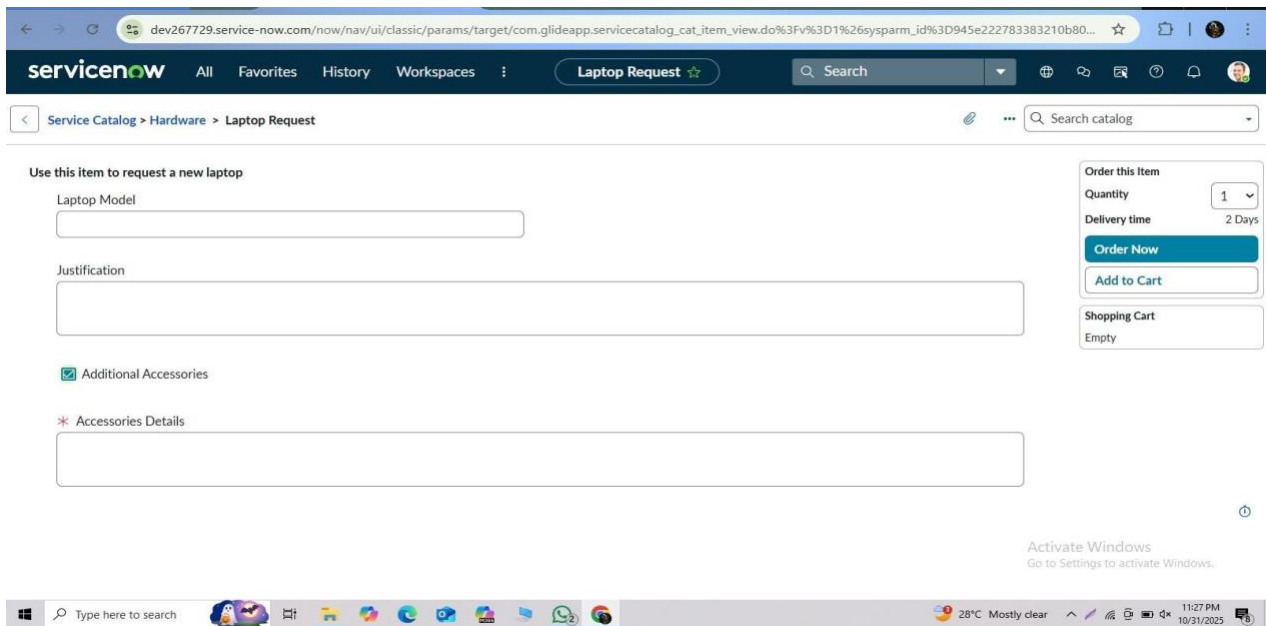 dev267729.service-now.com/now/nav/ui/classic/params/target/com.glideapp.servicecatalog_cat_item_view.do%3Fv%3D1%26sysparm_id%3D945e222783383210b80...
servicenow All Favorites History Workspaces Laptop Request Search
Service Catalog > Hardware > Laptop Request Search catalog
Use this item to request a new laptop
Laptop Model
Justification
Additional Accessories
* Accessories Details
Order this Item
Quantity 1
Delivery time 2 Days
Order Now
Add to Cart
Shopping Cart
Empty
Activate Windows
Go to Settings to activate Windows.
Type here to search 28°C Mostly clear 11:27 PM
10/31/2025